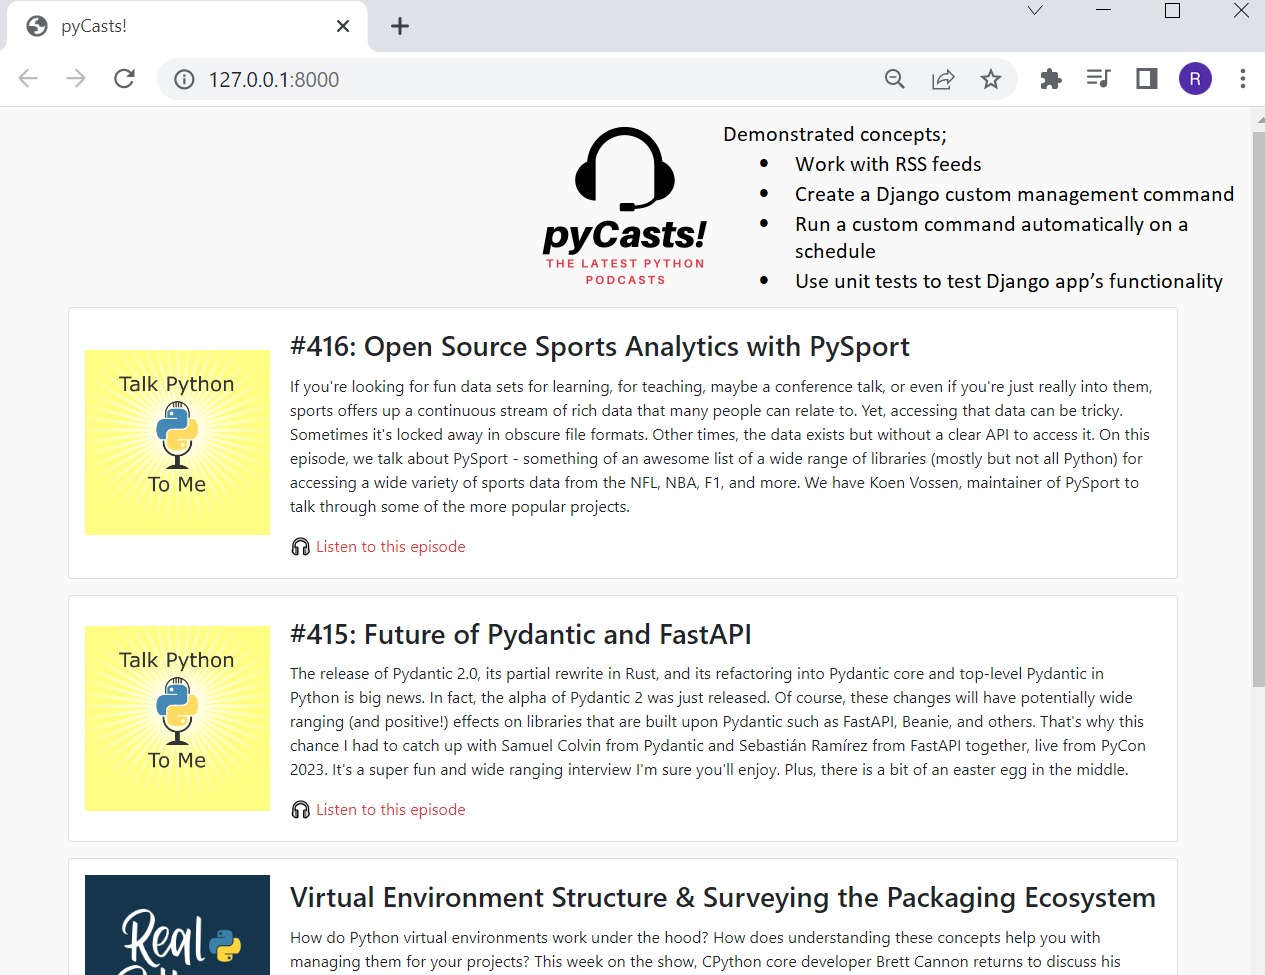 pyCasts!
127.0.0.1:8000
R
pyCasts!
THE LATEST PYTHON
PODCASTS
Demonstrated concepts;
• Work with RSS feeds
• Create a Django custom management command
• Run a custom command automatically on a
schedule
• Use unit tests to test Django app’s functionality
Talk Python
To Me
#416: Open Source Sports Analytics with PySport
If you're looking for fun data sets for learning, for teaching, maybe a conference talk, or even if you're just really into them,
sports offers up a continuous stream of rich data that many people can relate to. Yet, accessing that data can be tricky.
Sometimes it's locked away in obscure file formats. Other times, the data exists but without a clear API to access it. On this
episode, we talk about PySport - something of an awesome list of a wide range of libraries (mostly but not all Python) for
accessing a wide variety of sports data from the NFL, NBA, F1, and more. We have Koen Vossen, maintainer of PySport to
talk through some of the more popular projects.
Listen to this episode
Talk Python
To Me
#415: Future of Pydantic and FastAPI
The release of Pydantic 2.0, its partial rewrite in Rust, and its refactoring into Pydantic core and top-level Pydantic in
Python is big news. In fact, the alpha of Pydantic 2 was just released. Of course, these changes will have potentially wide
ranging (and positive!) effects on libraries that are built upon Pydantic such as FastAPI, Beanie, and others. That's why this
chance I had to catch up with Samuel Colvin from Pydantic and Sebastián Ramírez from FastAPI together, live from PyCon
2023. It's a super fun and wide ranging interview I'm sure you'll enjoy. Plus, there is a bit of an easter egg in the middle.
Listen to this episode
Real
Virtual Environment Structure & Surveying the Packaging Ecosystem
How do Python virtual environments work under the hood? How does understanding these concepts help you with
managing them for your projects? This week on the show, CPython core developer Brett Cannon returns to discuss his